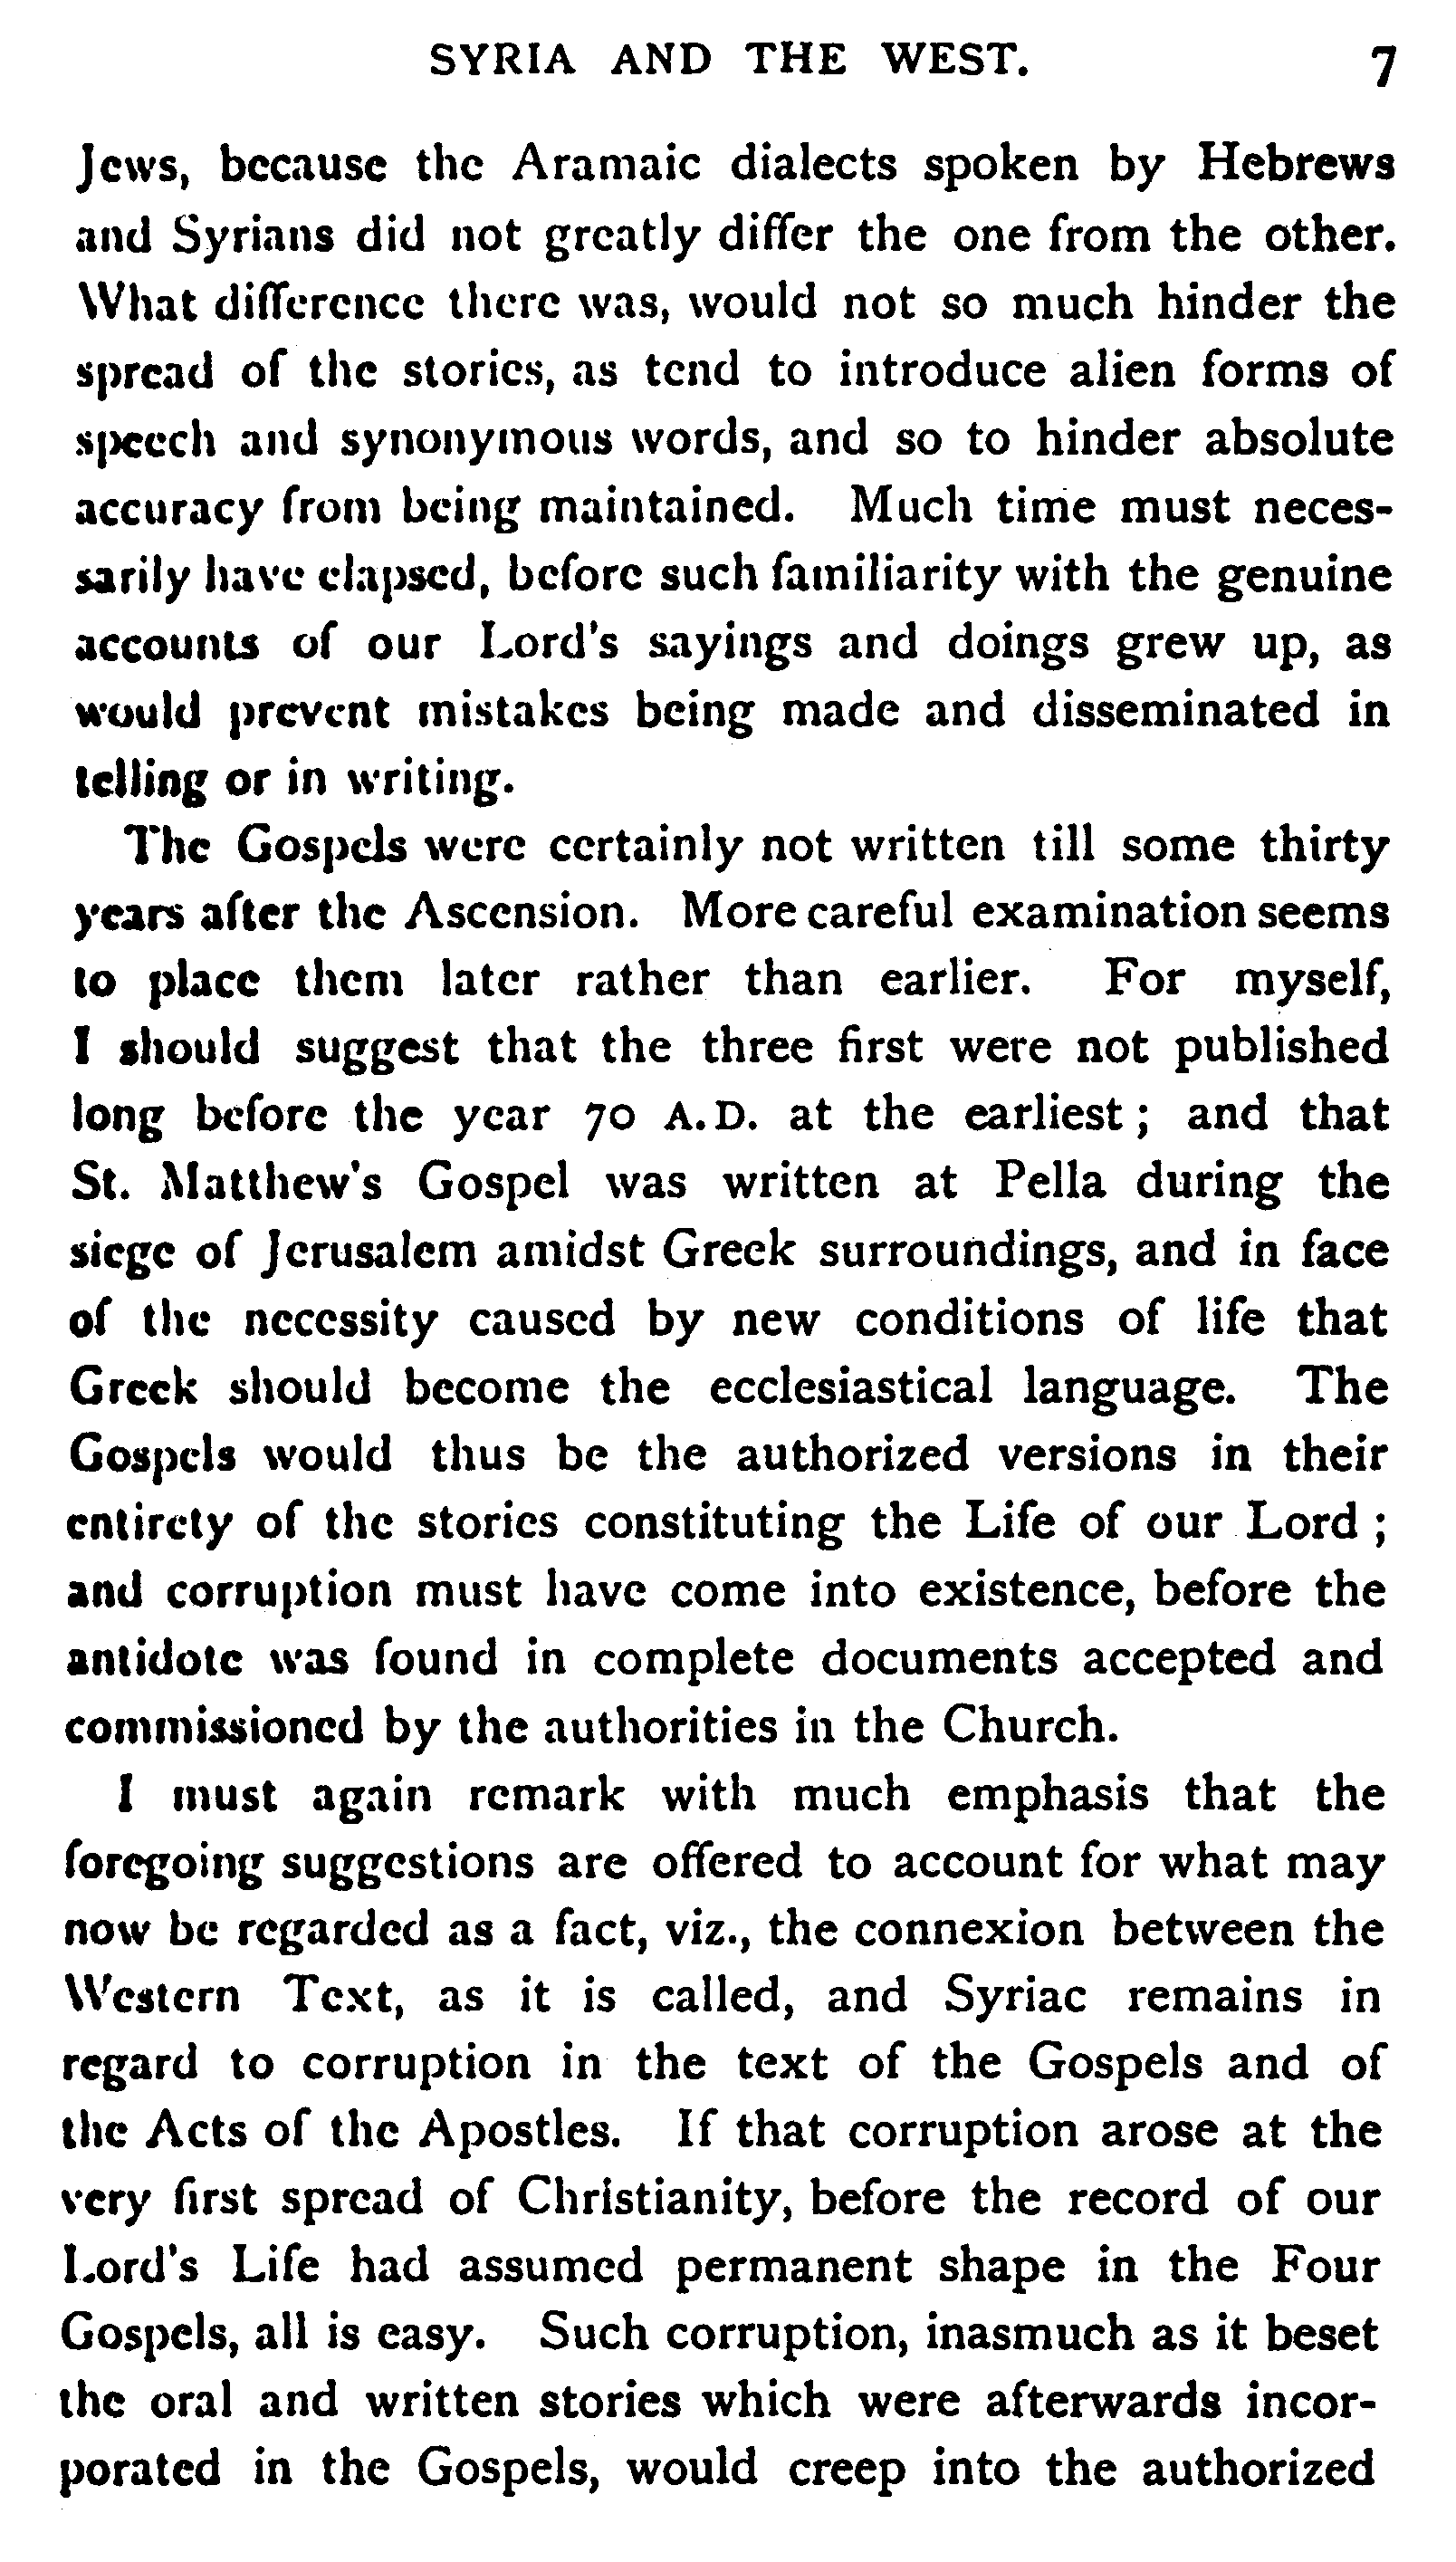 SYRIA AND THE WEST. 7
Jews, because the Aramaic dialects spoken by Hebrews
and Syrians did not greatly differ the one from the other.
What difference there was, would not so much hinder the
spread of the stories, as tend to introduce alien forms of
speech and synonymous words, and so to hinder absolute
accuracy from being maintained. Much time must neces-
sarily have elapsed, before such familiarity with the genuine
accounts of our Lord's sayings and doings grew up, as
would prevent mistakes being made and disseminated in
telling or in writing.
The Gospels were certainly not written till some thirty
years after the Ascension. More careful examination seems
to place them later rather than earlier. For myself,
I should suggest that the three first were not published
long before the year 70 A.D. at the earliest ; and that
St. Matthew's Gospel was written at Pella during the
siege of Jerusalem amidst Greek surroundings, and in face
of the necessity caused by new conditions of life that
Greek should become the ecclesiastical language. The
Gospels would thus be the authorized versions in their
entirety of the stories constituting the Life of our Lord ;
and corruption must have come into existence, before the
antidote was found in complete documents accepted and
commissioned by the authorities in the Church.
I must again remark with much emphasis that the
foregoing suggestions are offered to account for what may
now be regarded as a fact, viz., the connexion between the
Western Text, as it is called, and Syriac remains in
regard to corruption in the text of the Gospels and of
the Acts of the Apostles. If that corruption arose at the
very first spread of Christianity, before the record of our
Lord's Life had assumed permanent shape in the Four
Gospels, all is easy. Such corruption, inasmuch as it beset
the oral and written stories which were afterwards incor-
porated in the Gospels, would creep into the authorized